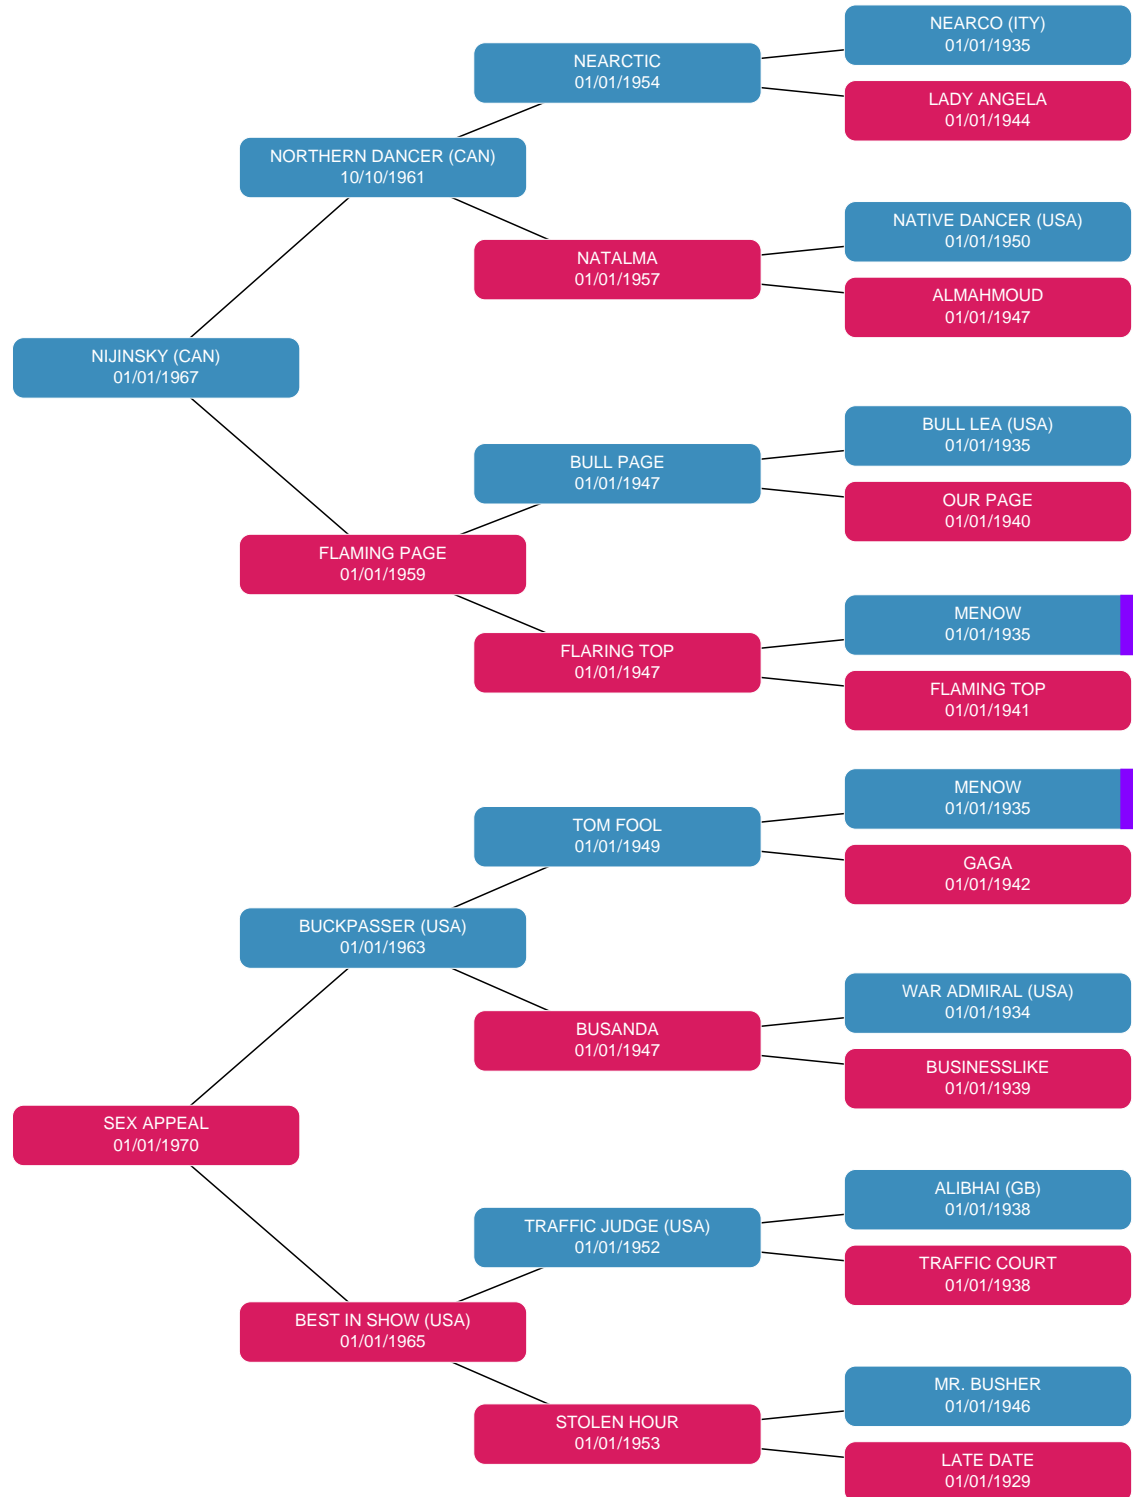 NEARCO (ITY)
01/01/1935
NEARCTIC
01/01/1954
LADY ANGELA
01/01/1944
NORTHERN DANCER (CAN)
10/10/1961
NATIVE DANCER (USA)
01/01/1950
NATALMA
01/01/1957
ALMAHMOUD
01/01/1947
NIJINSKY (CAN)
01/01/1967
BULL LEA (USA)
01/01/1935
BULL PAGE
01/01/1947
OUR PAGE
01/01/1940
FLAMING PAGE
01/01/1959
MENOW
01/01/1935
FLARING TOP
01/01/1947
FLAMING TOP
01/01/1941
MENOW
01/01/1935
TOM FOOL
01/01/1949
GAGA
01/01/1942
BUCKPASSER (USA)
01/01/1963
WAR ADMIRAL (USA)
01/01/1934
BUSANDA
01/01/1947
BUSINESSLIKE
01/01/1939
SEX APPEAL
01/01/1970
ALIBHAI (GB)
01/01/1938
TRAFFIC JUDGE (USA)
01/01/1952
TRAFFIC COURT
01/01/1938
BEST IN SHOW (USA)
01/01/1965
MR. BUSHER
01/01/1946
STOLEN HOUR
01/01/1953
LATE DATE
01/01/1929